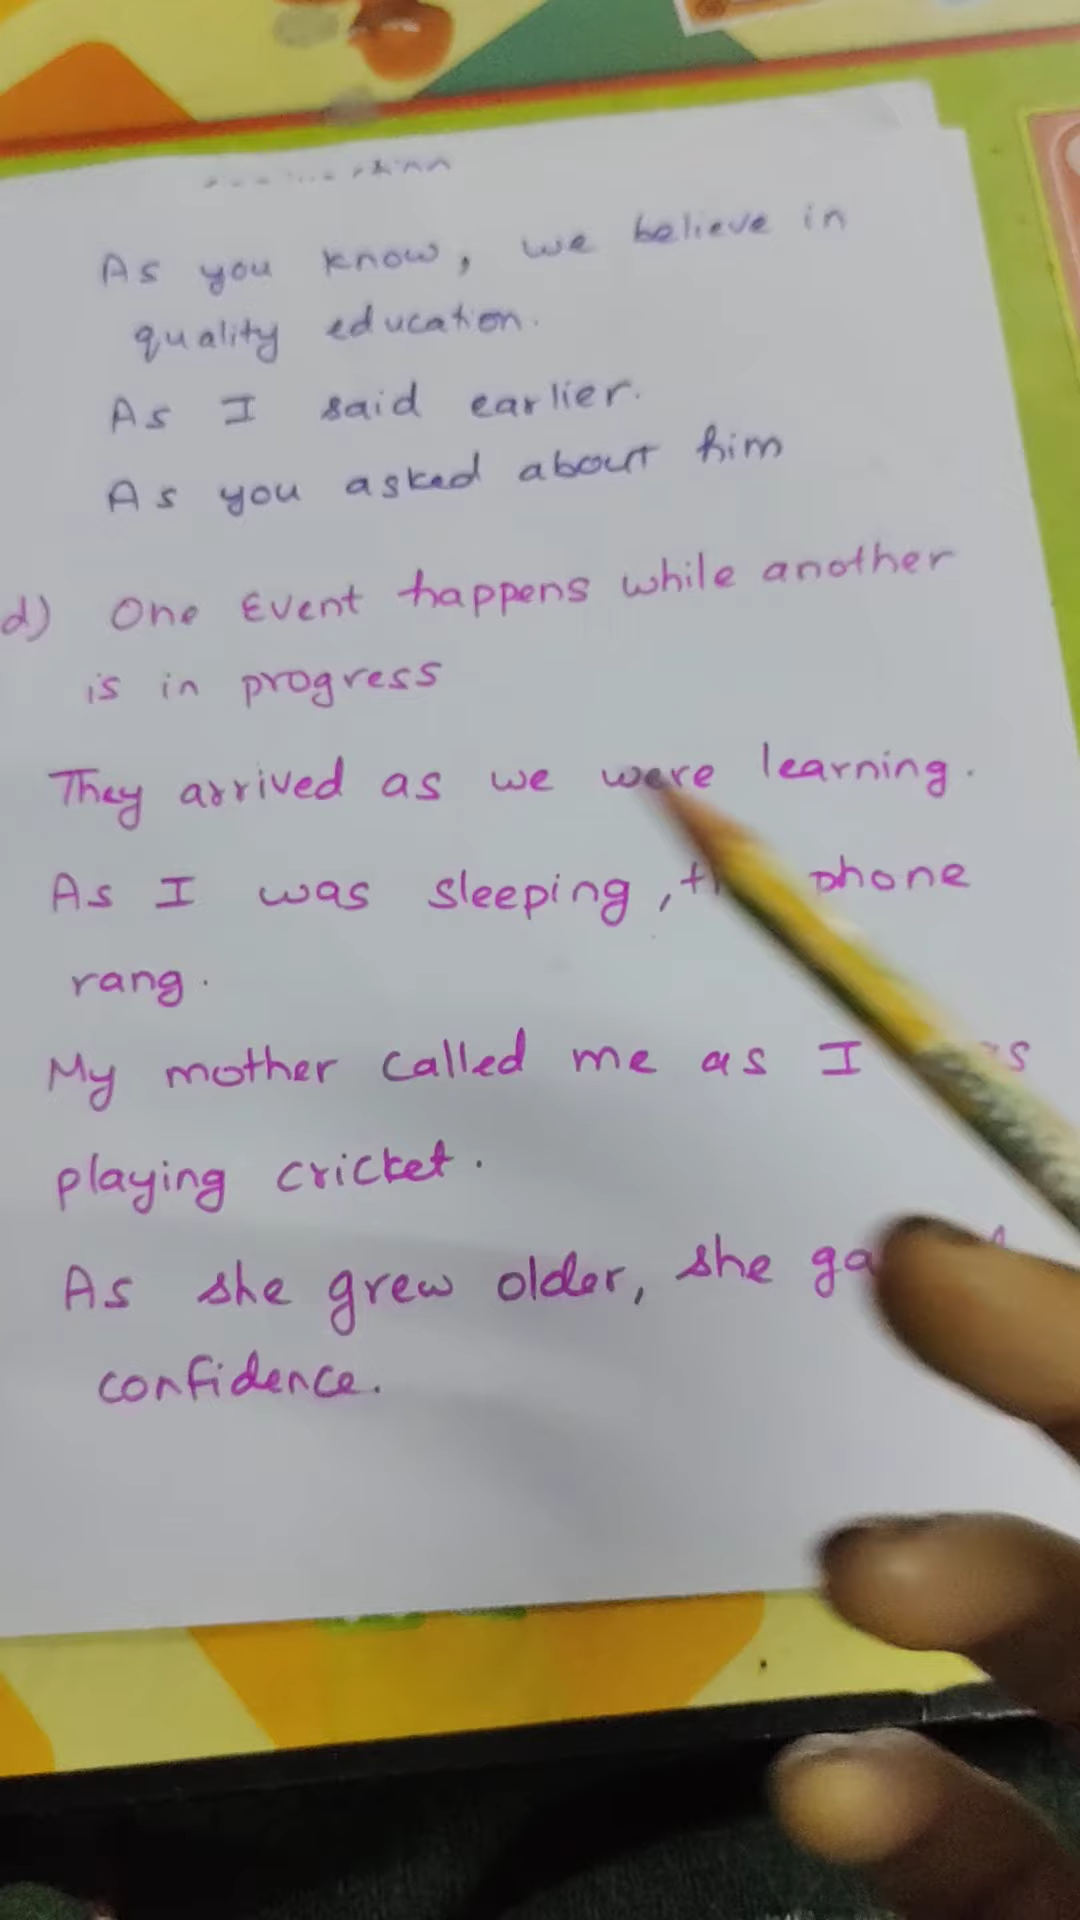 As you know, we believe in
quality education.
As I said earlier.
As you asked about him
d) One Event happens while another
is in progress
They arrived as we were learning.
As I was sleeping, phone
rang.
My mother called me as I
playing cricket.
As she grew older, she
confidence.